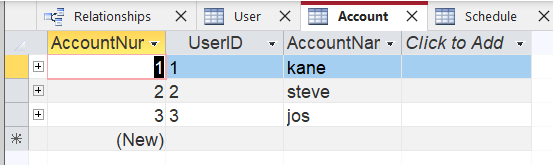 Relationships User Account Schedule
AccountNur UserID AccountNar Click to Add
1 1 kane
2 2 steve
3 3 jos
(New)